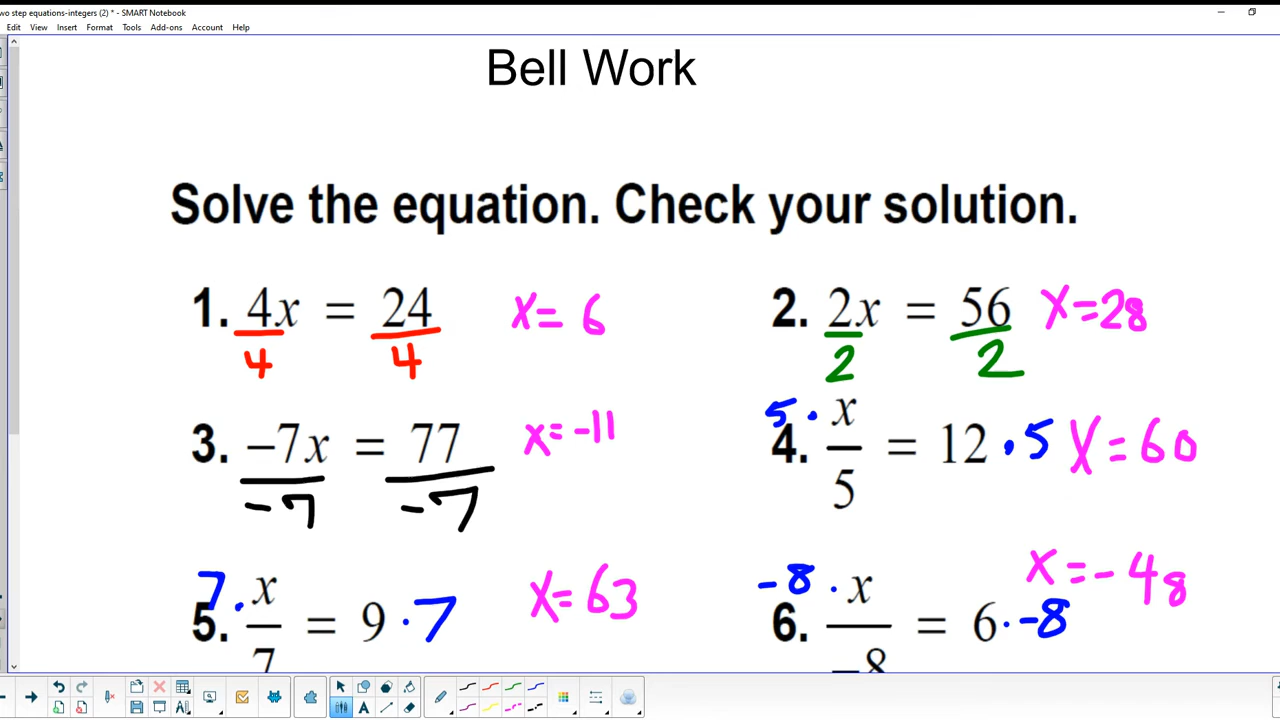 wo step equations-integers (2) * - SMART Notebook
Edit View Insert Format Tools Add-ons Account Help
Bell Work
Solve the equation. Check your solution.
1. 4x = 24 x = 6
4 4
2. 2x = 56 x = 28
2 2
3. -7x = 77 x = -11
-7 -7
4. 5 · x/5 = 12 · 5 x = 60
5. 7 · x/7 = 9 · 7 x = 63
6. -8 · x/-8 = 6 · -8 x = -48